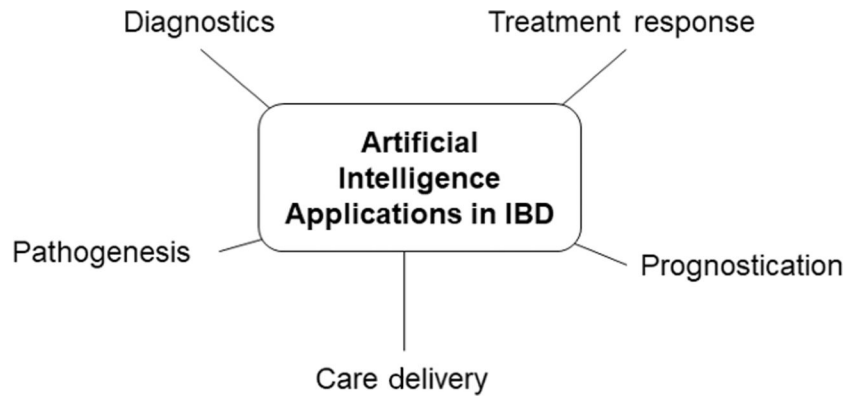 Diagnostics
Treatment response
Artificial
Intelligence
Applications in IBD
Pathogenesis
Prognostication
Care delivery